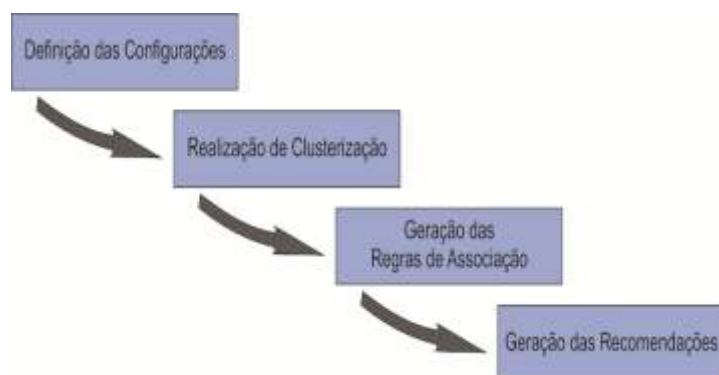 Definição das Configurações
Realização de Clusterização
Geração das
Regras de Associação
Geração das Recomendações